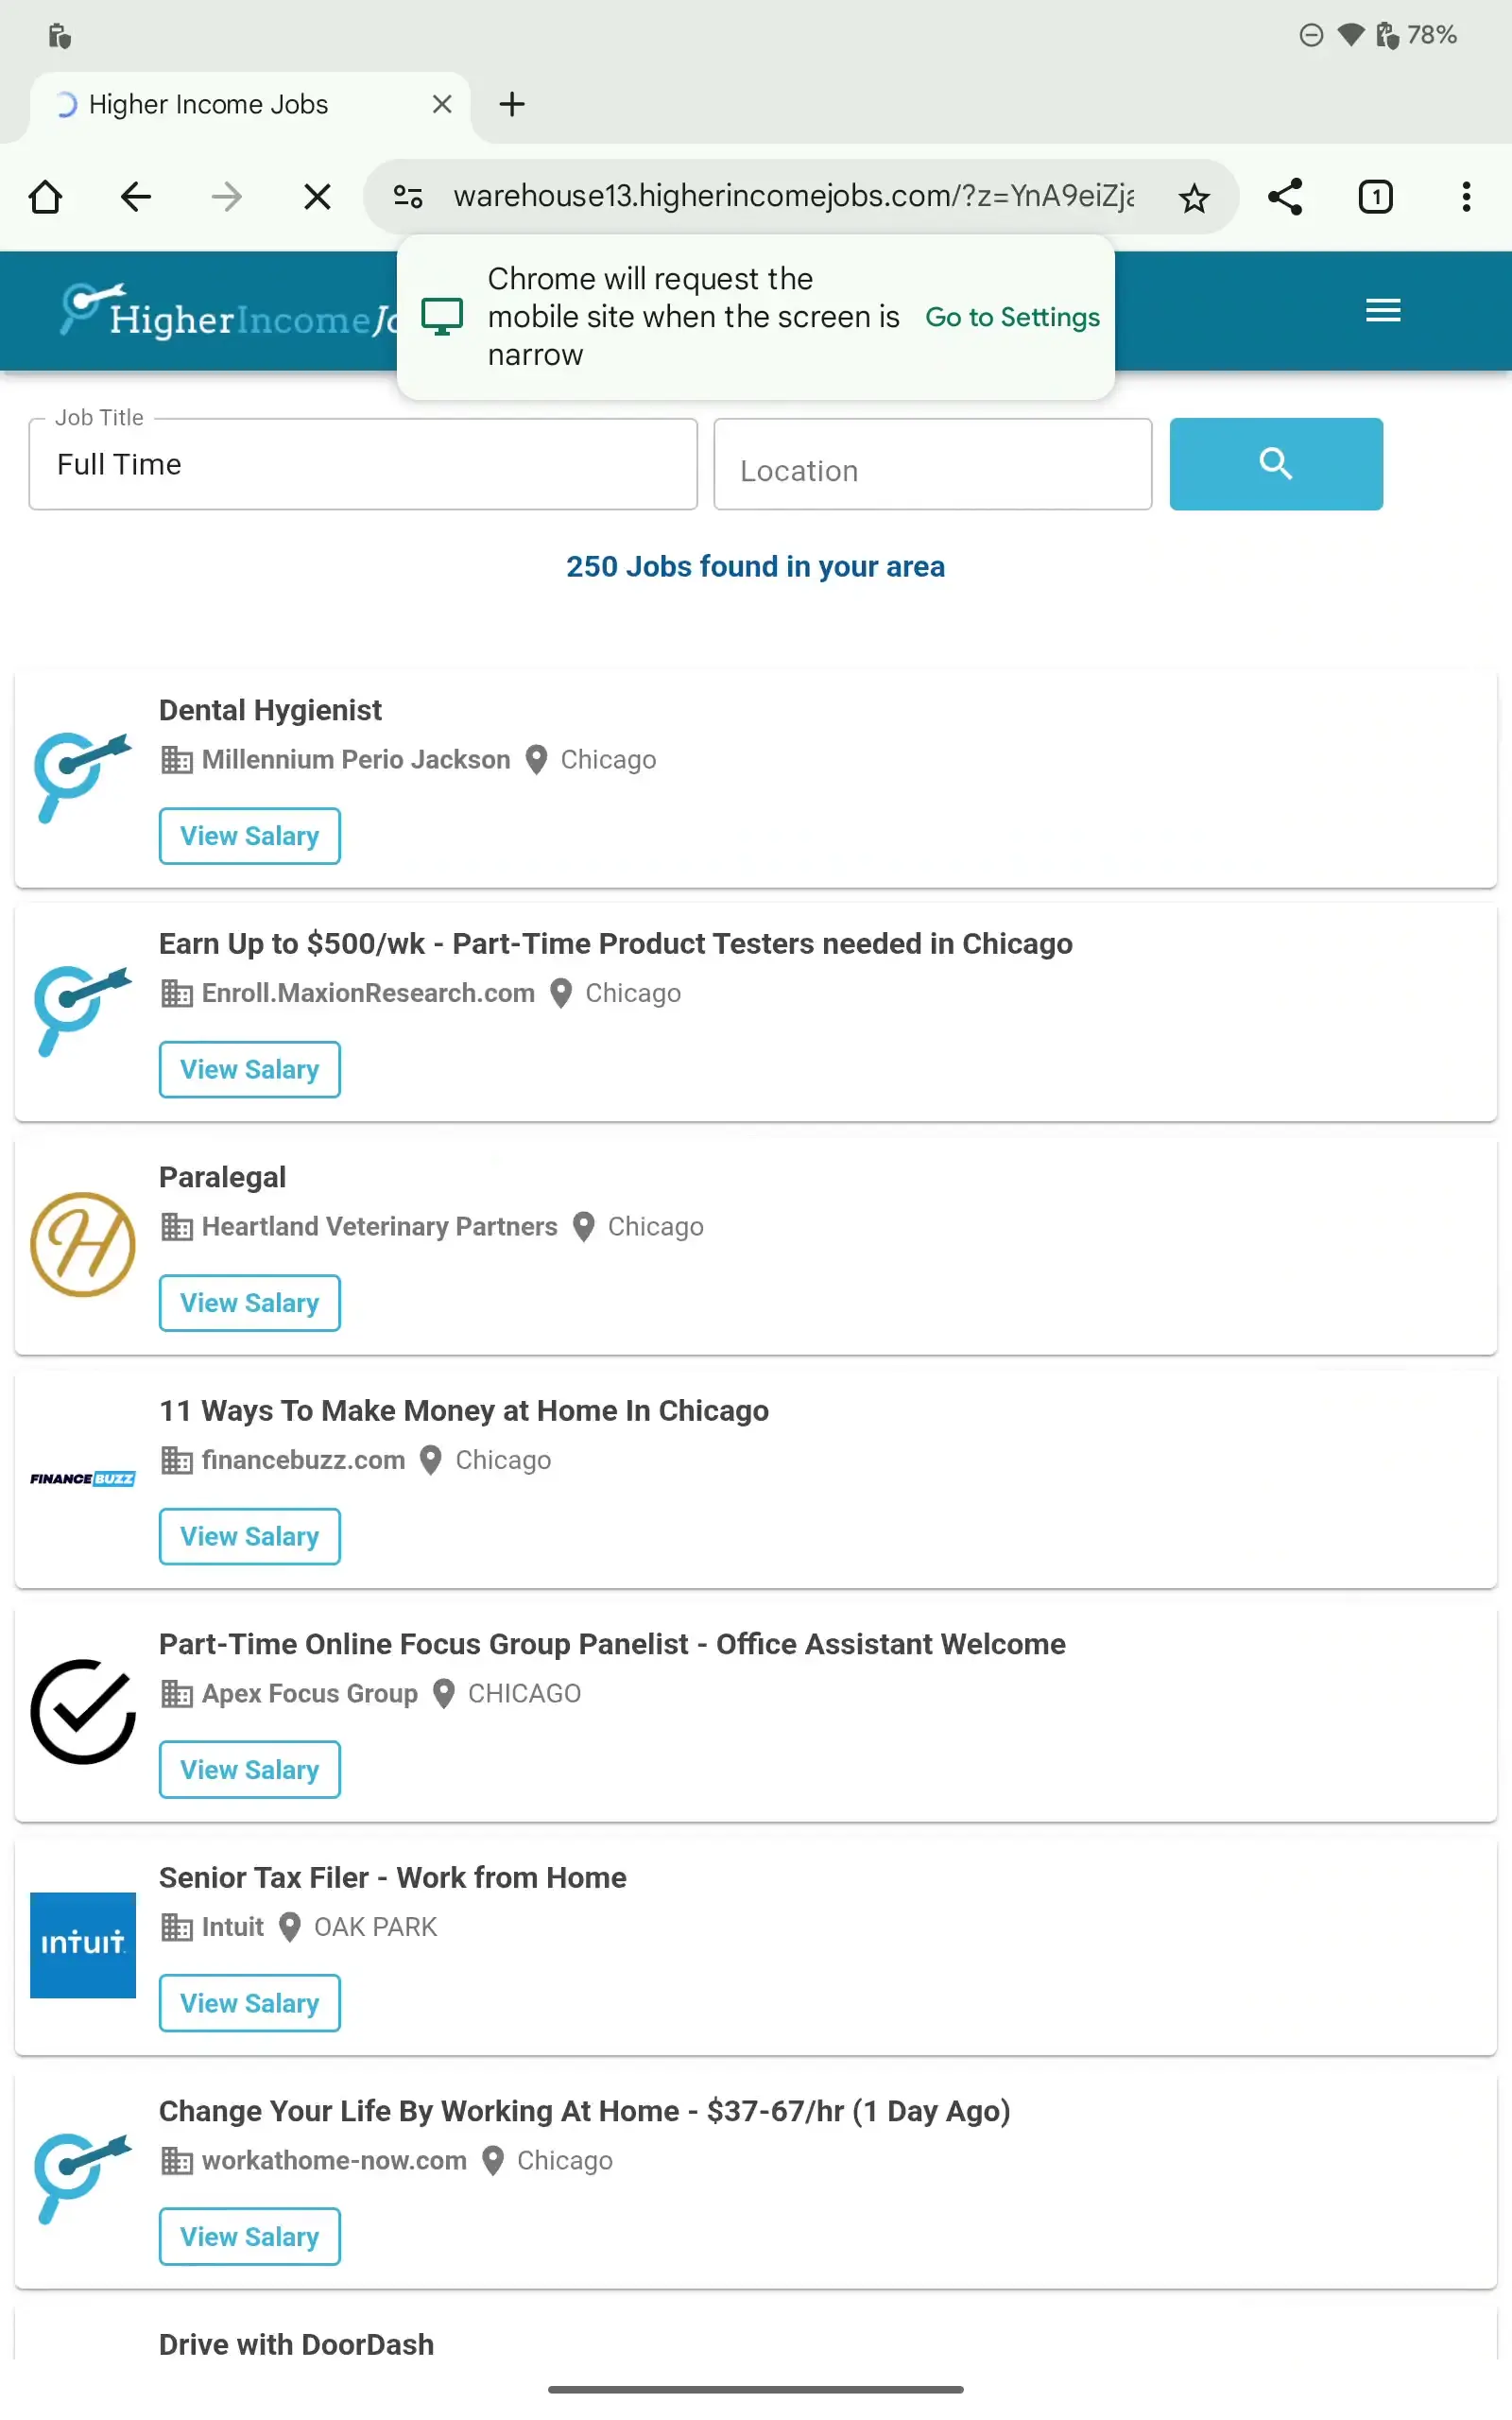 78%
Higher Income Jobs
warehouse13.higherincomejobs.com/?z=YnA9eiZj
1
HigherIncomeJo
Chrome will request the
mobile site when the screen is
narrow
Go to Settings
Job Title
Full Time
Location
250 Jobs found in your area
Dental Hygienist
Millennium Perio Jackson Chicago
View Salary
Earn Up to $500/wk - Part-Time Product Testers needed in Chicago
Enroll.MaxionResearch.com Chicago
View Salary
Paralegal
H
Heartland Veterinary Partners Chicago
View Salary
11 Ways To Make Money at Home In Chicago
financebuzz.com Chicago
FINANCEBUZZ
View Salary
Part-Time Online Focus Group Panelist - Office Assistant Welcome
Apex Focus Group CHICAGO
View Salary
Senior Tax Filer - Work from Home
Intuit OAK PARK
intuit
View Salary
Change Your Life By Working At Home - $37-67/hr (1 Day Ago)
workathome-now.com Chicago
View Salary
Drive with DoorDash